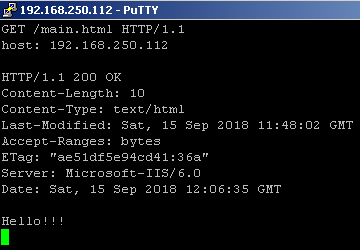 192.168.250.112 - PuTTY
GET /main.html HTTP/1.1
host: 192.168.250.112
HTTP/1.1 200 OK
Content-Length: 10
Content-Type: text/html
Last-Modified: Sat, 15 Sep 2018 11:48:02 GMT
Accept-Ranges: bytes
ETag: "ae51df5e94cd41:36a"
Server: Microsoft-IIS/6.0
Date: Sat, 15 Sep 2018 12:06:35 GMT
Hello!!!